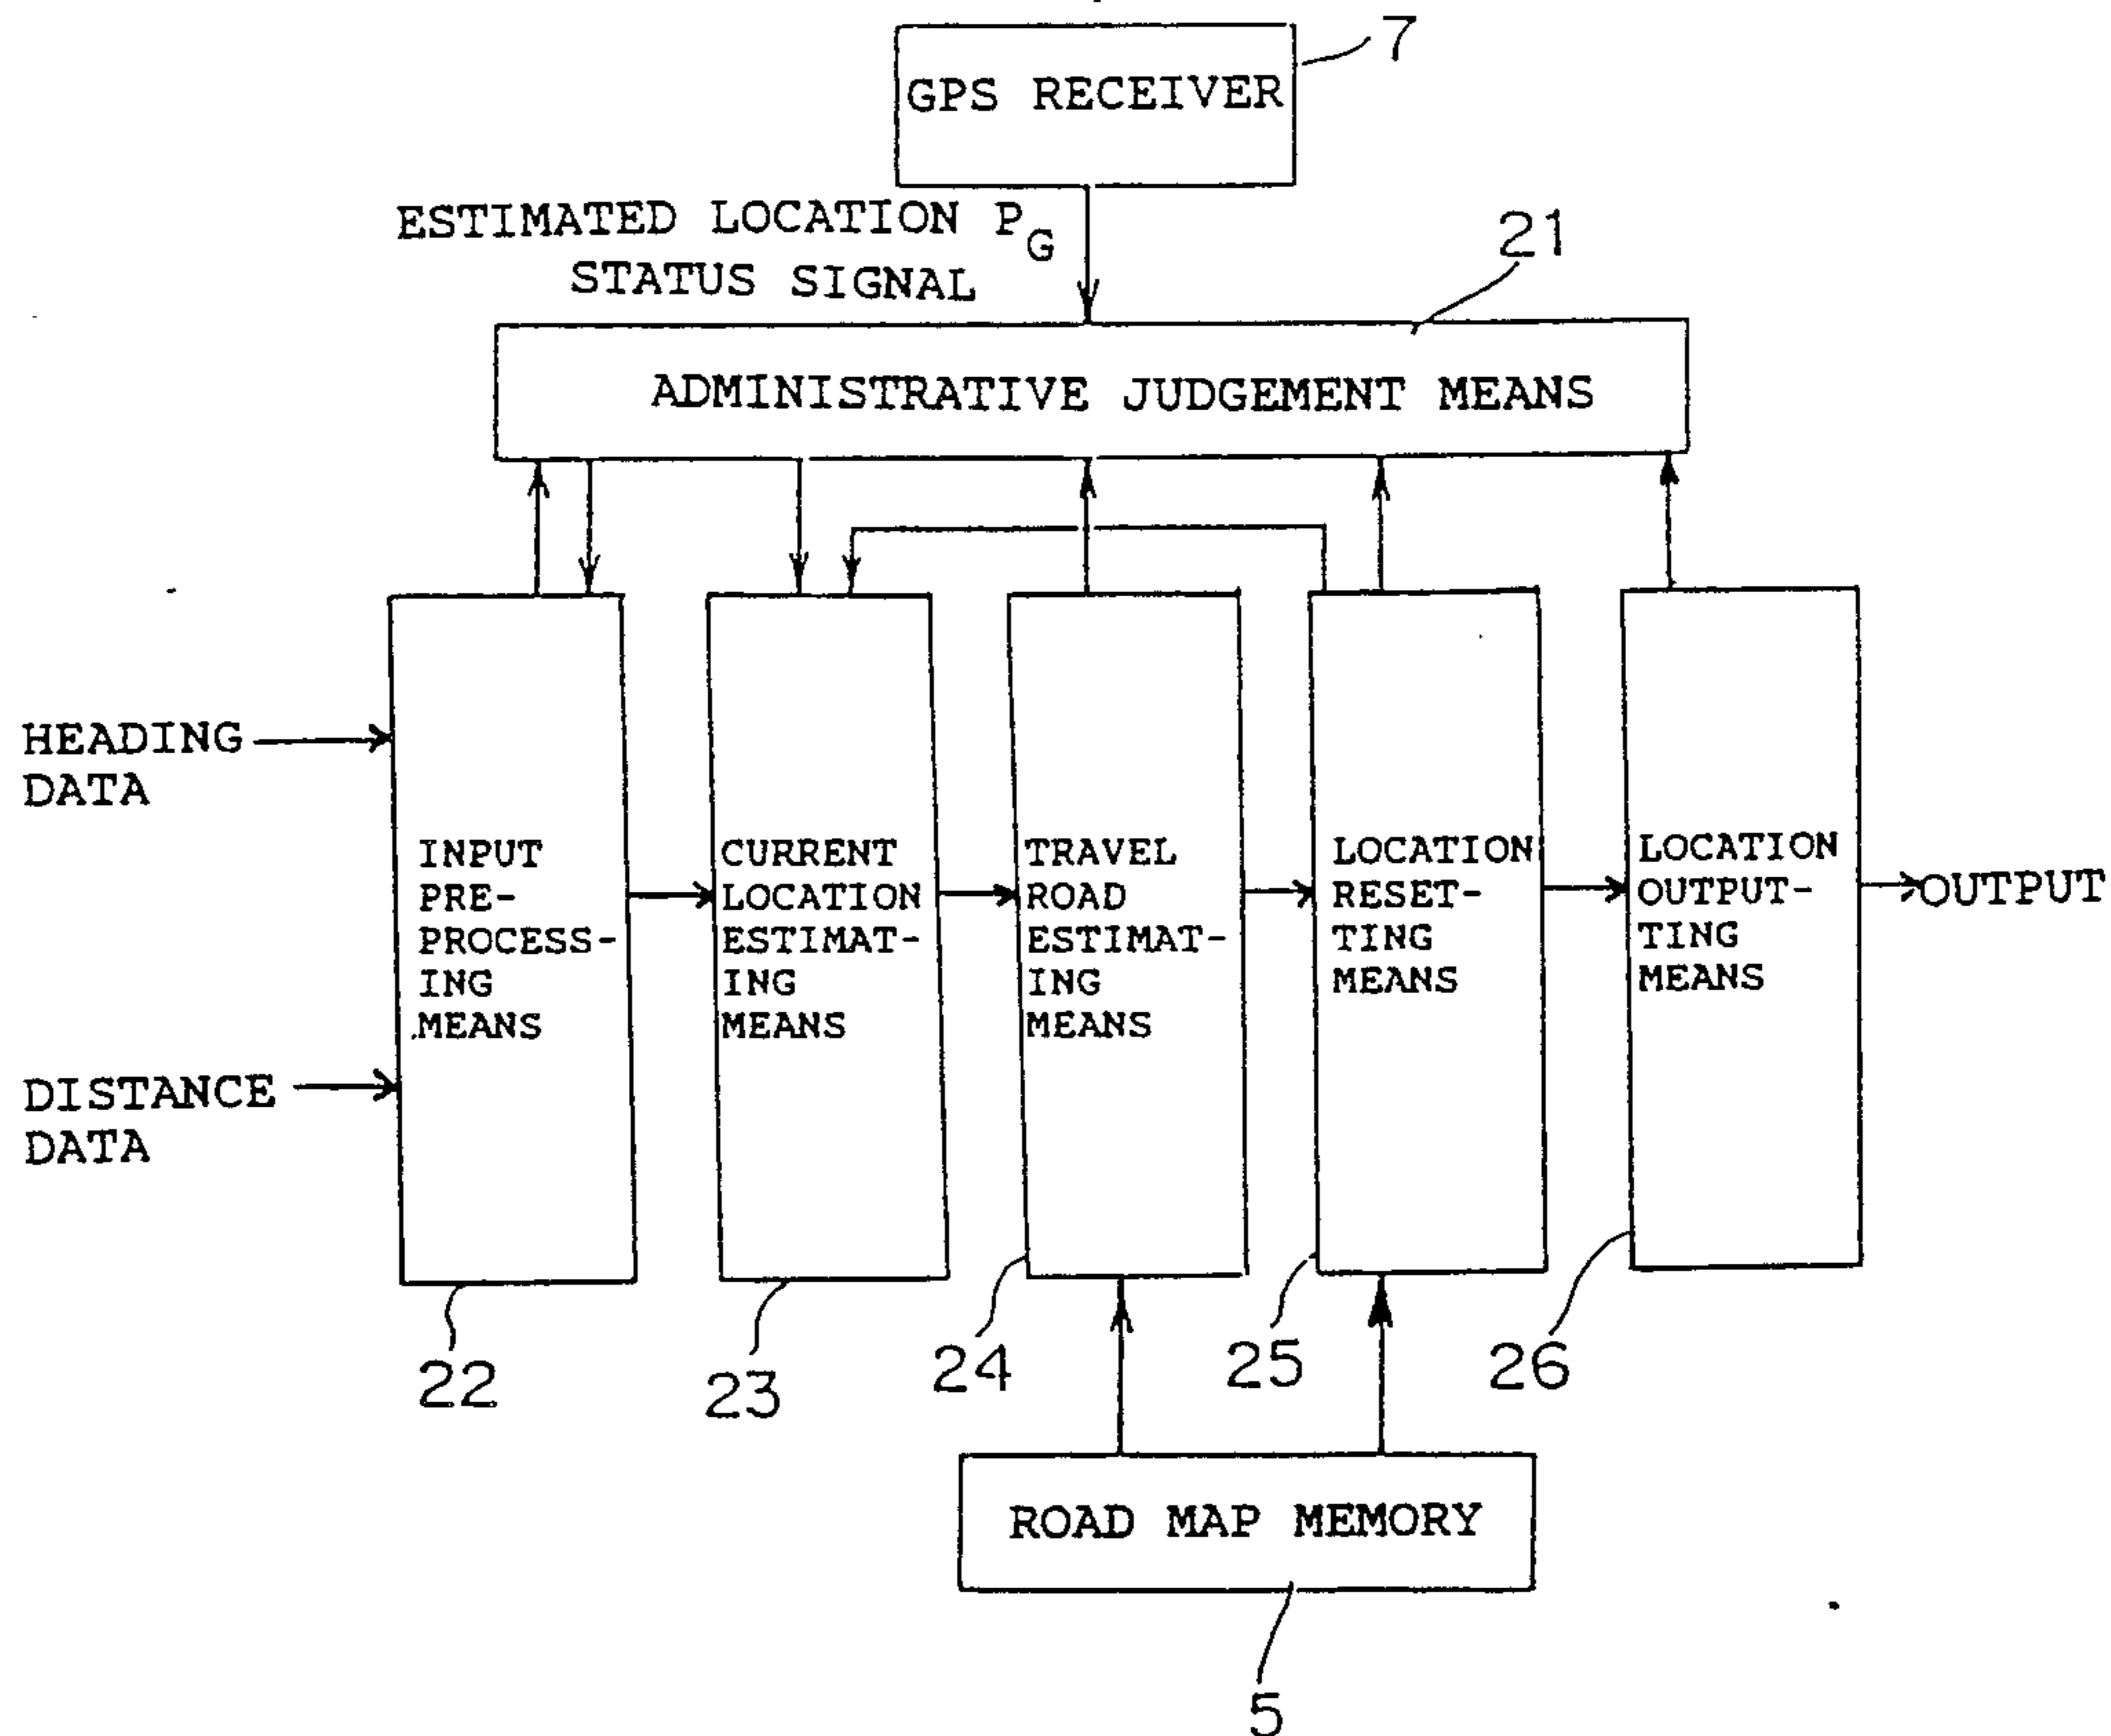 7
GPS RECEIVER
ESTIMATED LOCATION PG
STATUS SIGNAL
21
ADMINISTRATIVE JUDGEMENT MEANS
HEADING
DATA
DISTANCE
DATA
INPUT
PRE-
PROCESS-
ING
MEANS
CURRENT
LOCATION
ESTIMAT-
ING
MEANS
TRAVEL
ROAD
ESTIMAT-
ING
MEANS
LOCATION
RESET-
TING
MEANS
LOCATION
OUTPUT-
TING
MEANS
OUTPUT
22
23
24
25
26
ROAD MAP MEMORY
5